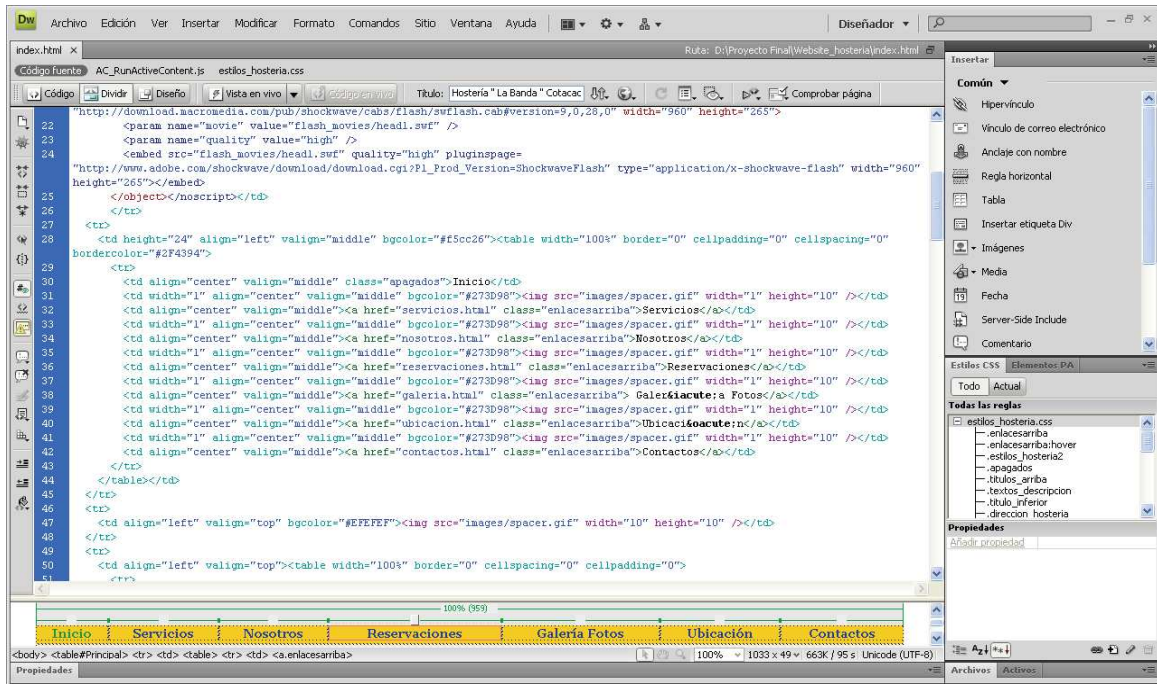 Dw Archivo Edición Ver Insertar Modificar Formato Comandos Sitio Ventana Ayuda Diseñador
index.html × Ruta: D:\Proyecto Final\Website_hosteria\index.html
Código fuente AC_RunActiveContent.js estilos_hosteria.css
Código Dividir Diseño Vista en vivo Código en vivo Título: Hostería " La Banda " Cotacac Comprobar página
"http://download.macromedia.com/pub/shockwave/cabs/flash/swflash.cab#version=9,0,28,0" width="960" height="265">
22 <param name="movie" value="flash_movies/head1.swf" />
23 <param name="quality" value="high" />
24 <embed src="flash_movies/head1.swf" quality="high" pluginspage=
"http://www.adobe.com/shockwave/download/download.cgi?P1_Prod_Version=ShockwaveFlash" type="application/x-shockwave-flash" width="960"
height="265"></embed>
25 </object></noscript></td>
26 </tr>
27 <tr>
28 <td height="24" align="left" valign="middle" bgcolor="#f5cc26"><table width="100%" border="0" cellpadding="0" cellspacing="0"
bordercolor="#2F4394">
29 <tr>
30 <td align="center" valign="middle" class="apagados">Inicio</td>
31 <td width="1" align="center" valign="middle" bgcolor="#273D98"><img src="images/spacer.gif" width="1" height="10" /></td>
32 <td align="center" valign="middle"><a href="servicios.html" class="enlacesarriba">Servicios</a></td>
33 <td width="1" align="center" valign="middle" bgcolor="#273D98"><img src="images/spacer.gif" width="1" height="10" /></td>
34 <td align="center" valign="middle"><a href="nosotros.html" class="enlacesarriba">Nosotros</a></td>
35 <td width="1" align="center" valign="middle" bgcolor="#273D98"><img src="images/spacer.gif" width="1" height="10" /></td>
36 <td align="center" valign="middle"><a href="reservaciones.html" class="enlacesarriba">Reservaciones</a></td>
37 <td width="1" align="center" valign="middle" bgcolor="#273D98"><img src="images/spacer.gif" width="1" height="10" /></td>
38 <td align="center" valign="middle"><a href="galeria.html" class="enlacesarriba"> Galer&iacute;a Fotos</a></td>
39 <td width="1" align="center" valign="middle" bgcolor="#273D98"><img src="images/spacer.gif" width="1" height="10" /></td>
40 <td align="center" valign="middle"><a href="ubicacion.html" class="enlacesarriba">Ubicaci&oacute;n</a></td>
41 <td width="1" align="center" valign="middle" bgcolor="#273D98"><img src="images/spacer.gif" width="1" height="10" /></td>
42 <td align="center" valign="middle"><a href="contactos.html" class="enlacesarriba">Contactos</a></td>
43 </tr>
44 </table></td>
45 </tr>
46 <tr>
47 <td align="left" valign="top" bgcolor="#EFEFEF"><img src="images/spacer.gif" width="10" height="10" /></td>
48 </tr>
49 <tr>
50 <td align="left" valign="top"><table width="100%" border="0" cellspacing="0" cellpadding="0">
51 <tr>
100% (959)
Inicio Servicios Nosotros Reservaciones Galería Fotos Ubicación Contactos
<body> <table#Principal> <tr> <td> <table> <tr> <td> <a.enlacesarriba> 100% 1033 x 49 663K / 95 s Unicode (UTF-8)
Propiedades
Insertar
Común
Hipervínculo
Vínculo de correo electrónico
Anclaje con nombre
Regla horizontal
Tabla
Insertar etiqueta Div
Imágenes
Media
19 Fecha
Server-Side Include
Comentario
Estilos CSS Elementos PA
Todo Actual
Todas las reglas
estilos_hosteria.css
.enlacesarriba
.enlacesarriba:hover
.estilos_hosteria2
.apagados
.titulos_arriba
.textos_descripcion
.titulo_inferior
.direccion_hosteria
Propiedades
Añadir propiedad
Archivos Activos